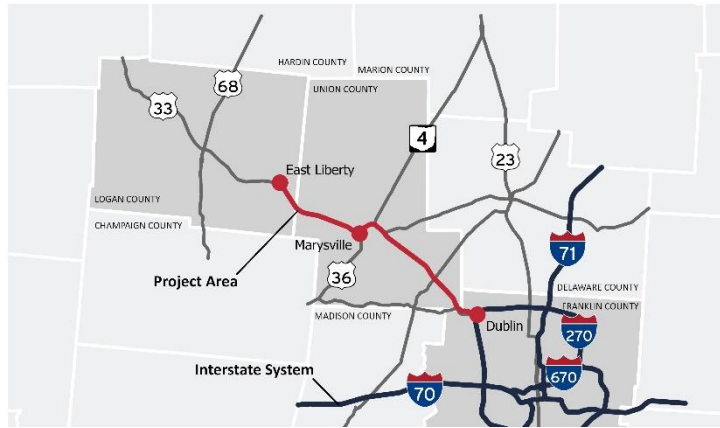 HARDIN COUNTY
MARION COUNTY
68
UNION COUNTY
33
4
23
East Liberty
LOGAN COUNTY
CHAMPAIGN COUNTY
Marysville
71
Project Area
36
DELAWARE COUNTY
FRANKLIN COUNTY
MADISON COUNTY
Dublin
270
Interstate System
670
70